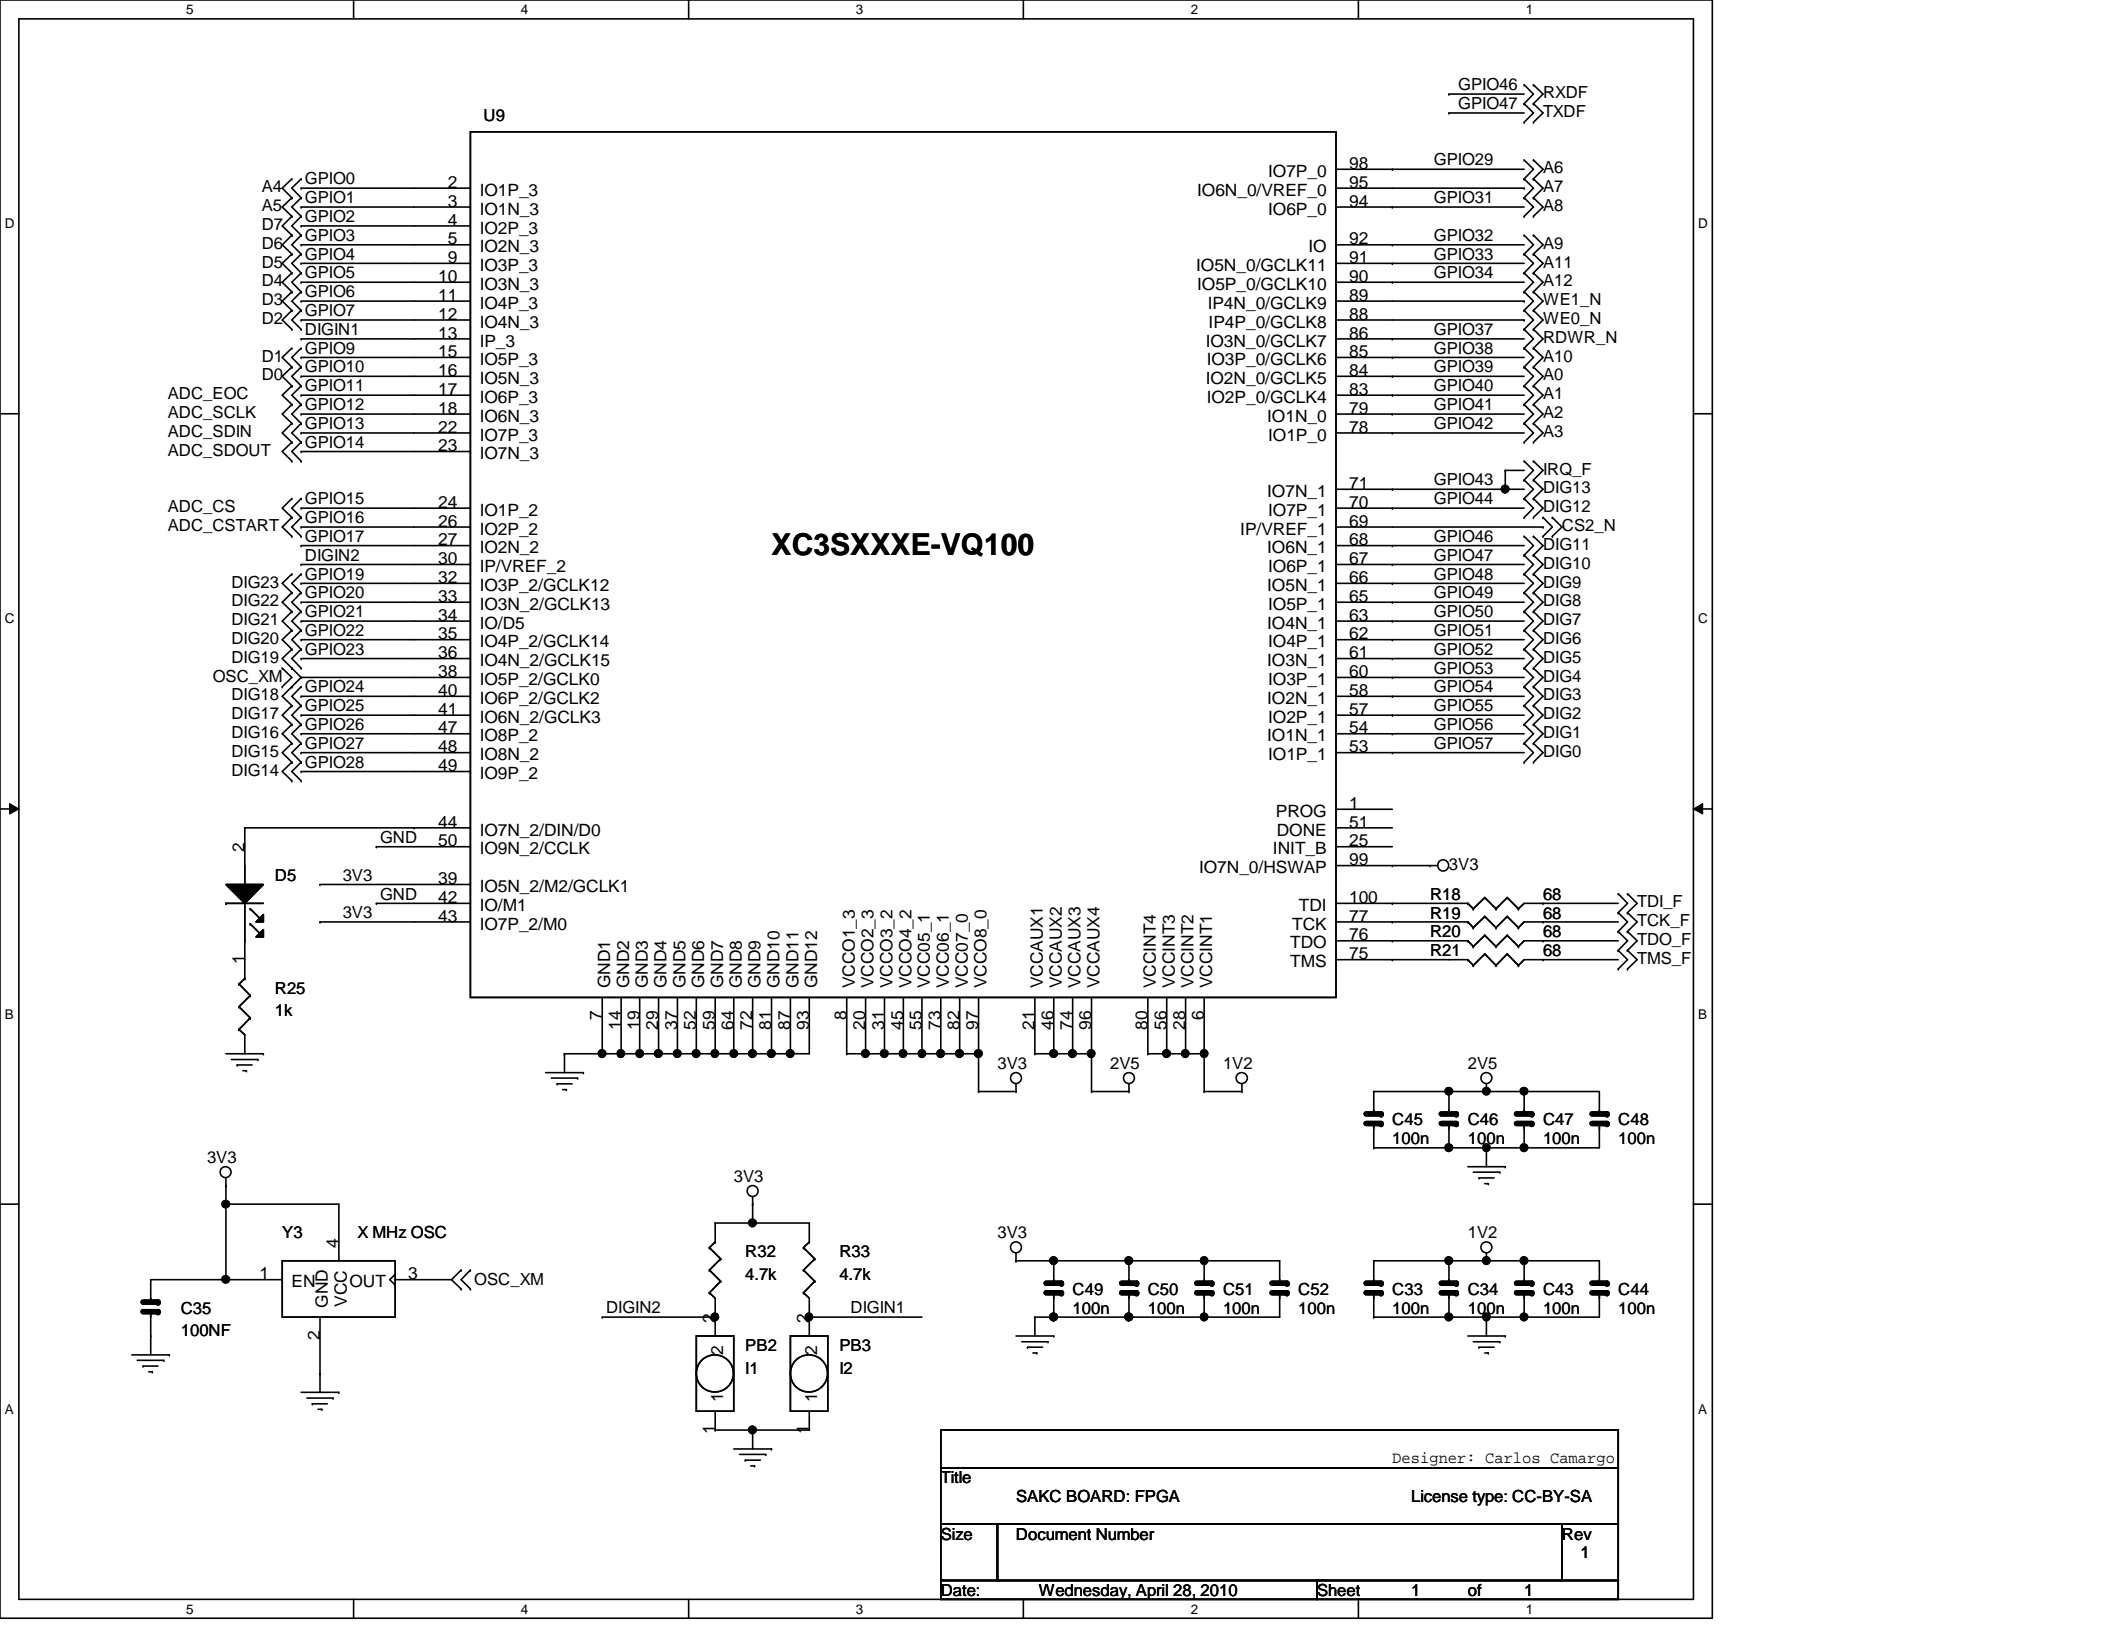 5 4 3 2 1
GPIO46 RXDF
GPIO47 TXDF
U9
XC3SXXXE-VQ100
D
C
B
A
A4 GPIO0 2 IO1P_3
A5 GPIO1 3 IO1N_3
D7 GPIO2 4 IO2P_3
D6 GPIO3 5 IO2N_3
D5 GPIO4 9 IO3P_3
D4 GPIO5 10 IO3N_3
D3 GPIO6 11 IO4P_3
D2 GPIO7 12 IO4N_3
DIGIN1 13 IP_3
D1 GPIO9 15 IO5P_3
D0 GPIO10 16 IO5N_3
ADC_EOC GPIO11 17 IO6P_3
ADC_SCLK GPIO12 18 IO6N_3
ADC_SDIN GPIO13 22 IO7P_3
ADC_SDOUT GPIO14 23 IO7N_3
ADC_CS GPIO15 24 IO1P_2
ADC_CSTART GPIO16 26 IO2P_2
GPIO17 27 IO2N_2
DIGIN2 30 IP/VREF_2
DIG23 GPIO19 32 IO3P_2/GCLK12
DIG22 GPIO20 33 IO3N_2/GCLK13
DIG21 GPIO21 34 IO/D5
DIG20 GPIO22 35 IO4P_2/GCLK14
DIG19 GPIO23 36 IO4N_2/GCLK15
OSC_XM 38 IO5P_2/GCLK0
DIG18 GPIO24 40 IO6P_2/GCLK2
DIG17 GPIO25 41 IO6N_2/GCLK3
DIG16 GPIO26 47 IO8P_2
DIG15 GPIO27 48 IO8N_2
DIG14 GPIO28 49 IO9P_2
44 IO7N_2/DIN/D0
GND 50 IO9N_2/CCLK
3V3 39 IO5N_2/M2/GCLK1
GND 42 IO/M1
3V3 43 IO7P_2/M0
2
D5
1
R25
1k
IO7P_0 98 GPIO29 A6
IO6N_0/VREF_0 95 A7
IO6P_0 94 GPIO31 A8
IO 92 GPIO32 A9
IO5N_0/GCLK11 91 GPIO33 A11
IO5P_0/GCLK10 90 GPIO34 A12
IP4N_0/GCLK9 89 WE1_N
IP4P_0/GCLK8 88 WE0_N
IO3N_0/GCLK7 86 GPIO37 RDWR_N
IO3P_0/GCLK6 85 GPIO38 A10
IO2N_0/GCLK5 84 GPIO39 A0
IO2P_0/GCLK4 83 GPIO40 A1
IO1N_0 79 GPIO41 A2
IO1P_0 78 GPIO42 A3
IRQ_F
IO7N_1 71 GPIO43 DIG13
IO7P_1 70 GPIO44 DIG12
IP/VREF_1 69 CS2_N
IO6N_1 68 GPIO46 DIG11
IO6P_1 67 GPIO47 DIG10
IO5N_1 66 GPIO48 DIG9
IO5P_1 65 GPIO49 DIG8
IO4N_1 63 GPIO50 DIG7
IO4P_1 62 GPIO51 DIG6
IO3N_1 61 GPIO52 DIG5
IO3P_1 60 GPIO53 DIG4
IO2N_1 58 GPIO54 DIG3
IO2P_1 57 GPIO55 DIG2
IO1N_1 54 GPIO56 DIG1
IO1P_1 53 GPIO57 DIG0
PROG 1
DONE 51
INIT_B 25
IO7N_0/HSWAP 99 3V3
TDI 100 R18 68 TDI_F
TCK 77 R19 68 TCK_F
TDO 76 R20 68 TDO_F
TMS 75 R21 68 TMS_F
D
C
B
A
GND1 GND2 GND3 GND4 GND5 GND6 GND7 GND8 GND9 GND10 GND11 GND12
7 14 19 29 37 52 59 64 72 81 87 93
VCCO1_3 VCCO2_3 VCCO3_2 VCCO4_2 VCCO5_1 VCCO6_1 VCCO7_0 VCCO8_0
8 20 31 45 55 73 82 97
3V3
VCCAUX1 VCCAUX2 VCCAUX3 VCCAUX4
21 46 74 96
2V5
VCCINT4 VCCINT3 VCCINT2 VCCINT1
80 56 28 6
1V2
2V5
C45 C46 C47 C48
100n 100n 100n 100n
3V3
Y3 X MHz OSC
4
1 EN GND VCC OUT 3 OSC_XM
2
C35
100NF
3V3
R32 R33
4.7k 4.7k
DIGIN2 DIGIN1
2 2
2 PB2 2 PB3
I1 I2
1 1
1 1
3V3
C49 C50 C51 C52
100n 100n 100n 100n
1V2
C33 C34 C43 C44
100n 100n 100n 100n
Designer: Carlos Camargo
Title
SAKC BOARD: FPGA License type: CC-BY-SA
Size Document Number Rev
1
Date: Wednesday, April 28, 2010 Sheet 1 of 1
5 4 3 2 1